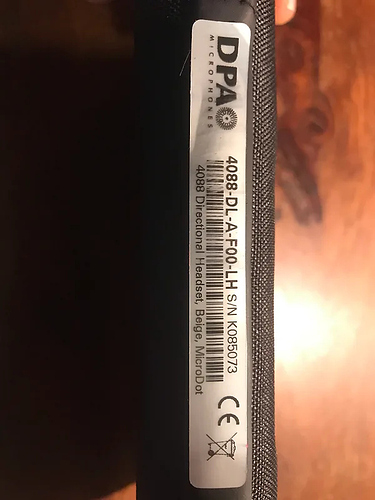 DPA
MICROPHONES
4088-DL-A-F00-LH S/N K085073
4088 Directional Headset, Beige, MicroDot
CE